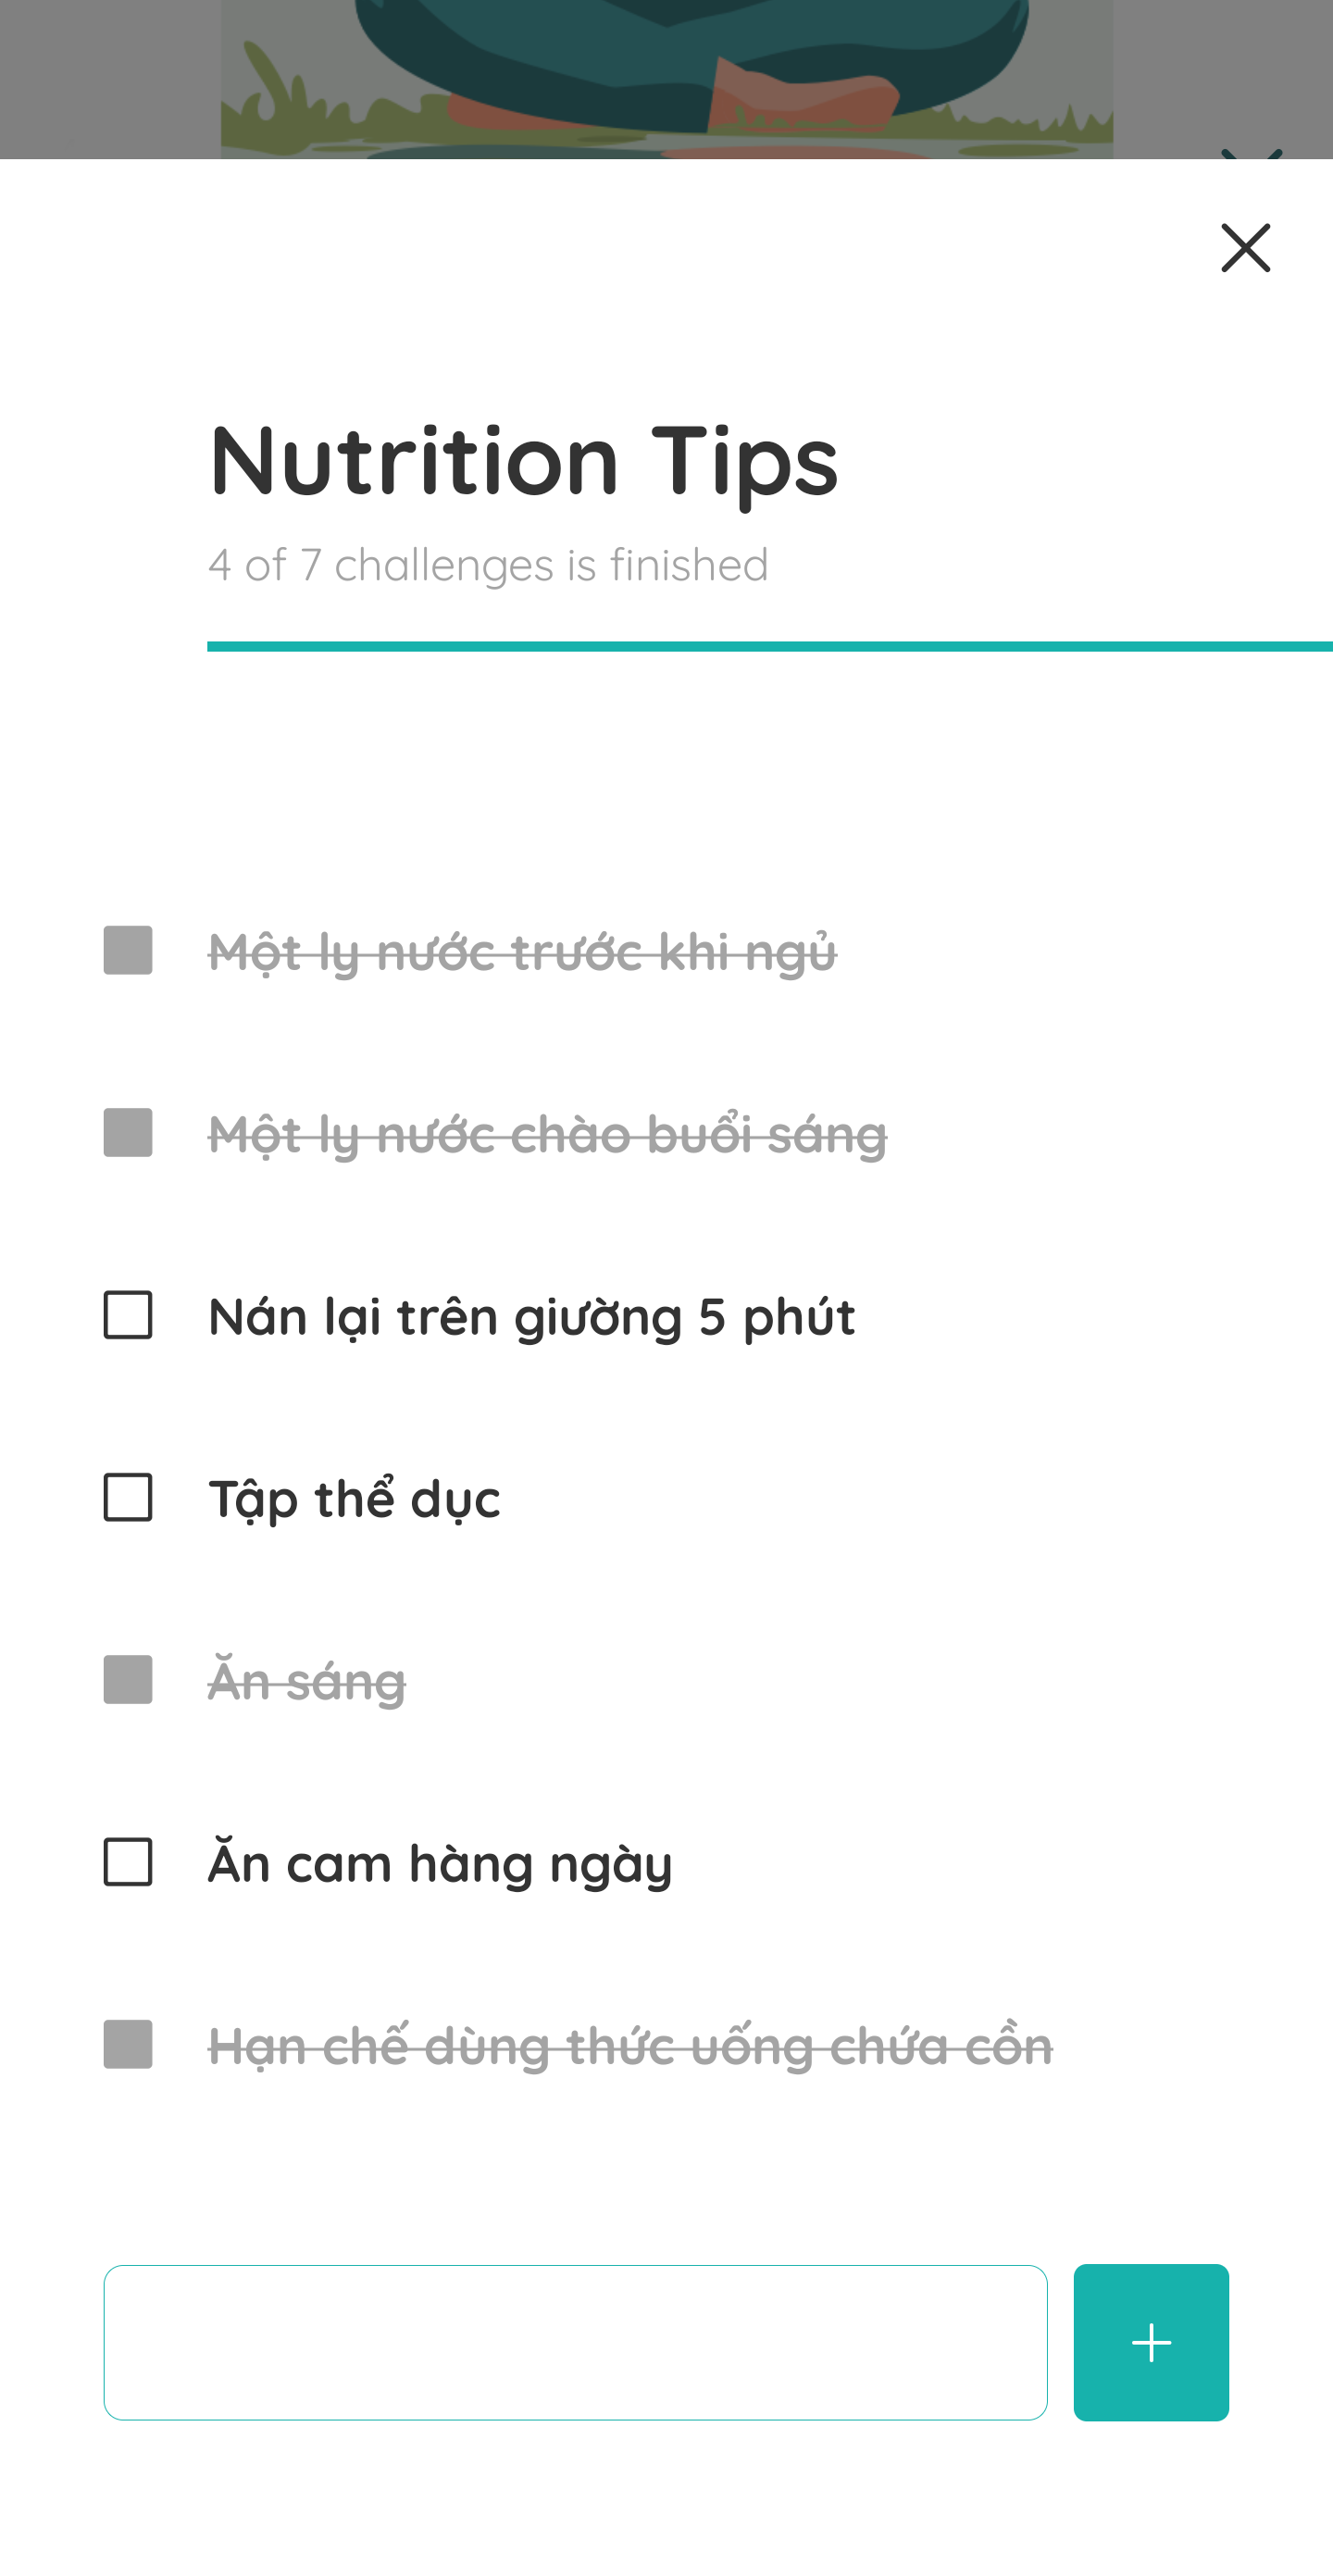 Nutrition Tips
4 of 7 challenges is finished
Một ly nước trước khi ngủ
Một ly nước chào buổi sáng
Nán lại trên giường 5 phút
Tập thể dục
Ăn sáng
Ăn cam hàng ngày
Hạn chế dùng thức uống chứa cồn